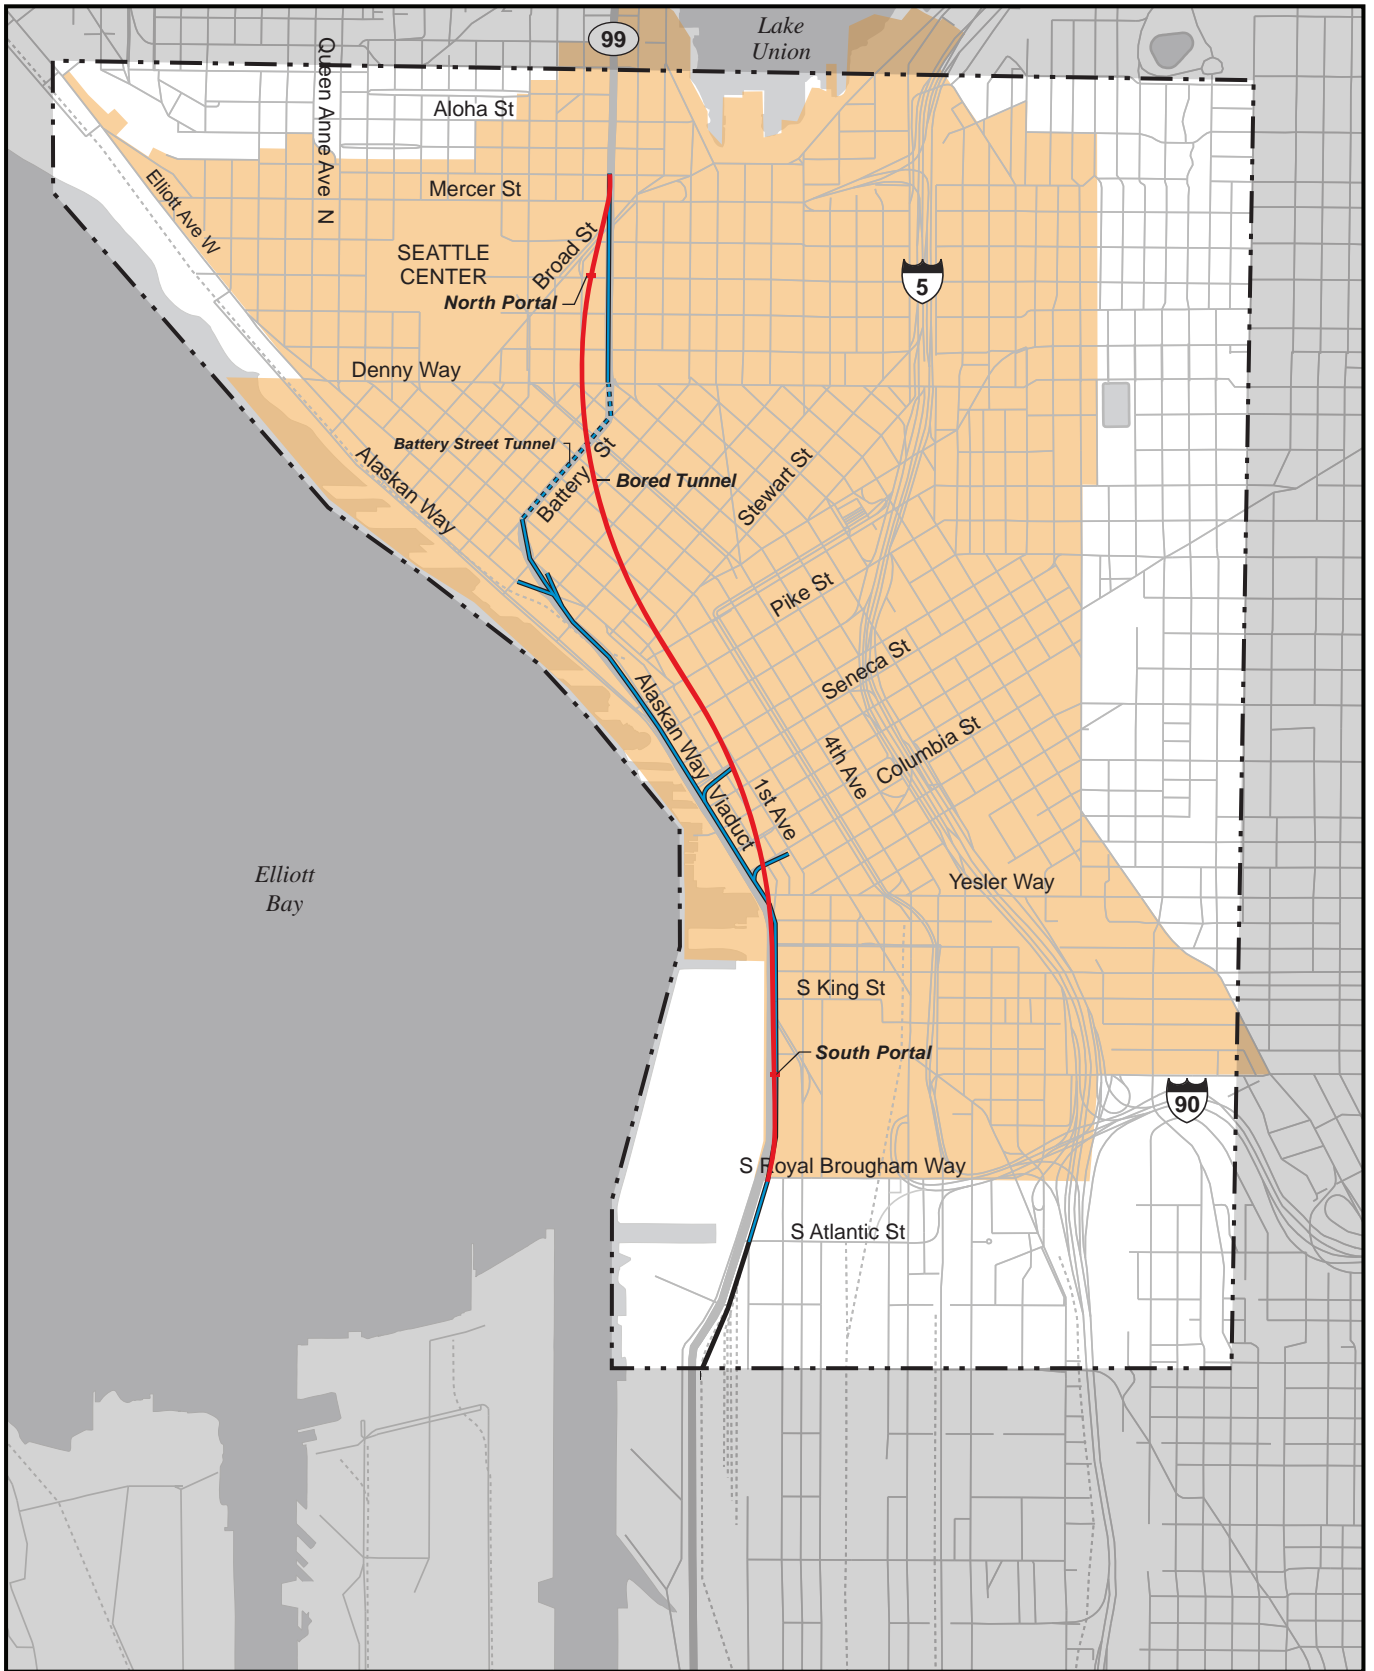 Lake
Union
99
Queen Anne Ave N
Aloha St
Mercer St
Elliott Ave W
Broad St
SEATTLE
CENTER
North Portal
5
Denny Way
Battery Street Tunnel
Battery St
Alaskan Way
Bored Tunnel
Stewart St
Pike St
Seneca St
Alaskan Way Viaduct
4th Ave
Columbia St
1st Ave
Elliott
Bay
Yesler Way
S King St
South Portal
90
S Royal Brougham Way
S Atlantic St